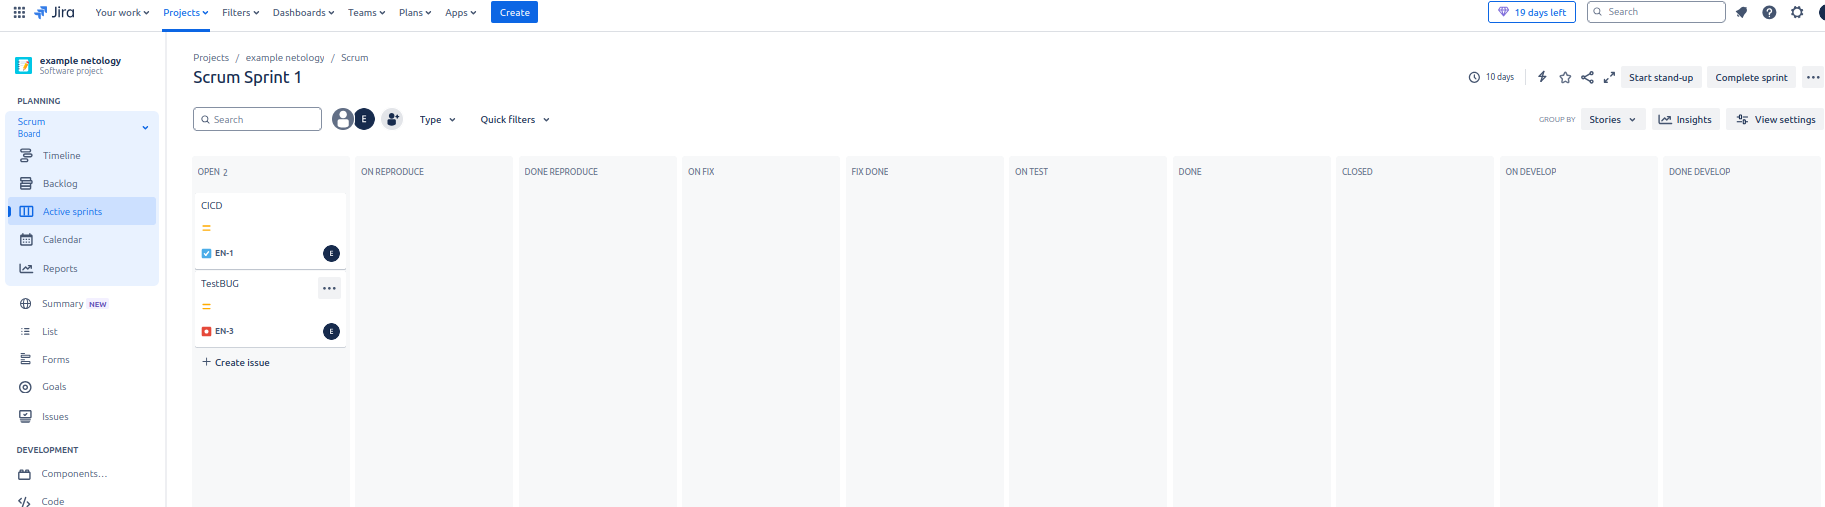 Jira Your work Projects Filters Dashboards Teams Plans Apps Create 19 days left Search
example netology
Software project
PLANNING
Scrum
Board
Timeline
Backlog
Active sprints
Calendar
Reports
Summary NEW
List
Forms
Goals
Issues
DEVELOPMENT
Components...
Code
Projects / example netology / Scrum
Scrum Sprint 1
10 days Start stand-up Complete sprint
Search E Type Quick filters
GROUP BY Stories Insights View settings
OPEN 2 ON REPRODUCE DONE REPRODUCE ON FIX FIX DONE ON TEST DONE CLOSED ON DEVELOP DONE DEVELOP
CICD
EN-1 E
TestBUG
EN-3 E
+ Create issue